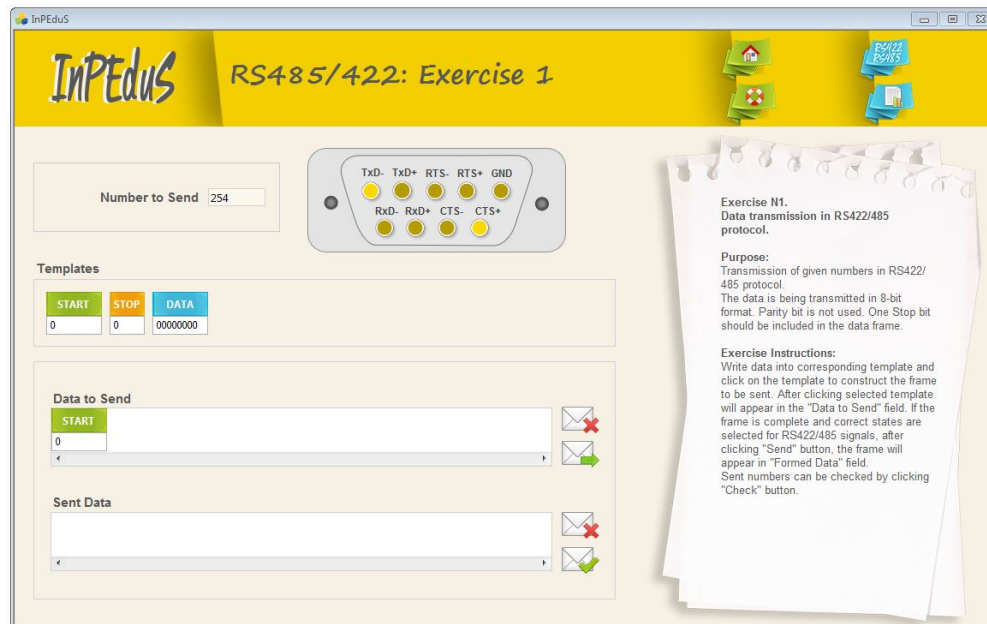 InPEduS
InPEduS
RS485/422: Exercise 1
RS422
RS485
Number to Send 254
TxD- TxD+ RTS- RTS+ GND
RxD- RxD+ CTS- CTS+
Templates
START STOP DATA
0 0 00000000
Data to Send
START
0
Sent Data
Exercise N1.
Data transmission in RS422/485
protocol.
Purpose:
Transmission of given numbers in RS422/
485 protocol.
The data is being transmitted in 8-bit
format. Parity bit is not used. One Stop bit
should be included in the data frame.
Exercise Instructions:
Write data into corresponding template and
click on the template to construct the frame
to be sent. After clicking selected template
will appear in the "Data to Send" field. If the
frame is complete and correct states are
selected for RS422/485 signals, after
clicking "Send" button, the frame will
appear in "Formed Data" field.
Sent numbers can be checked by clicking
"Check" button.